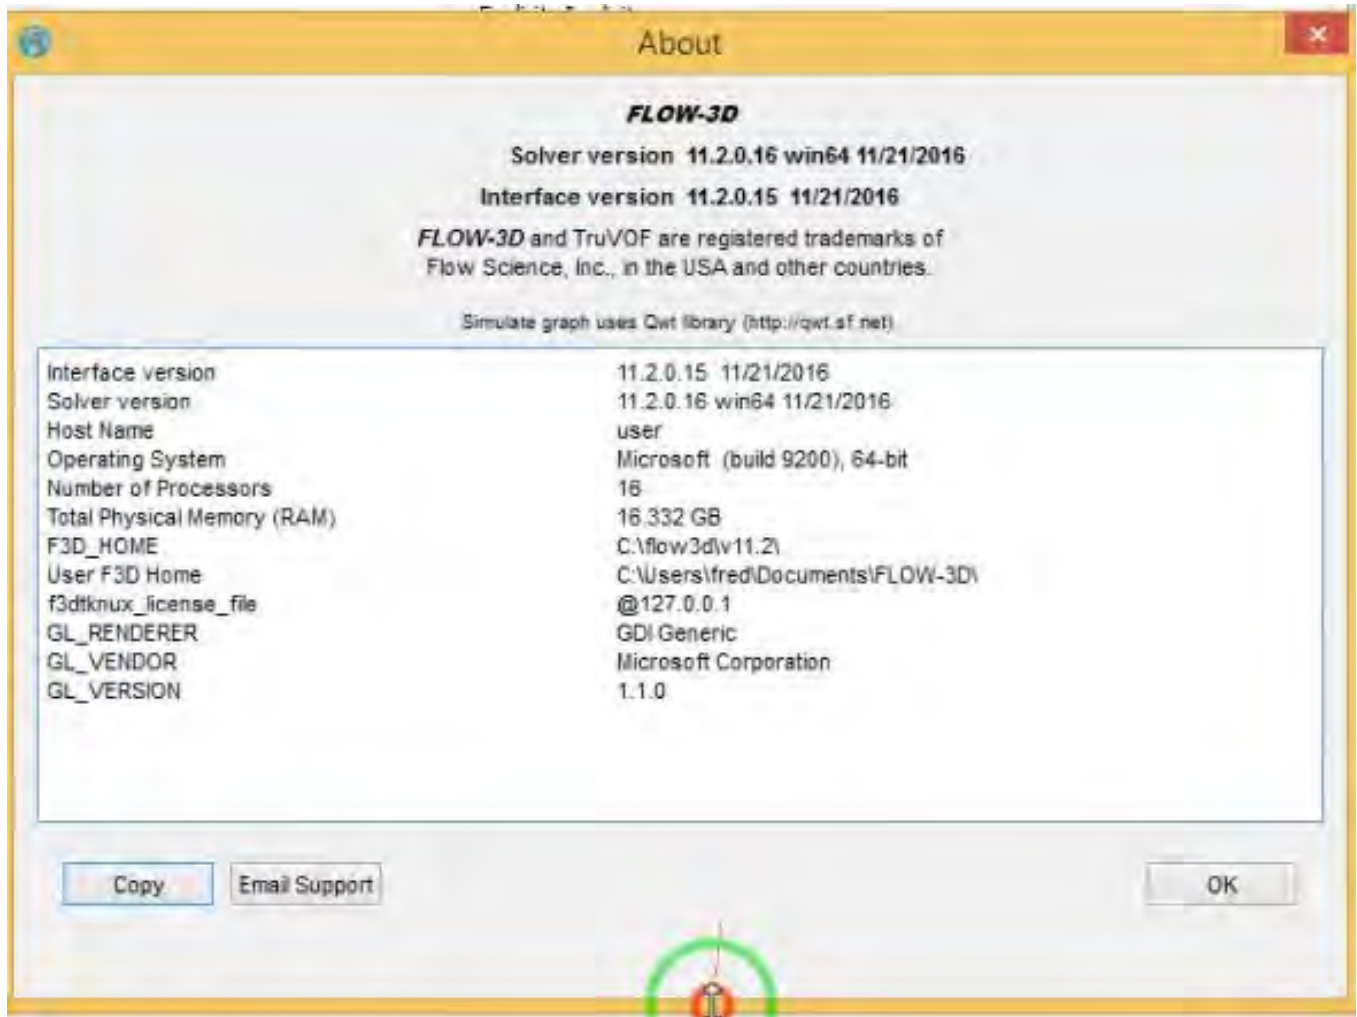 About
FLOW-3D
Solver version 11.2.0.16 win64 11/21/2016
Interface version 11.2.0.15 11/21/2016
FLOW-3D and TruVOF are registered trademarks of
Flow Science, Inc., in the USA and other countries.
Simulate graph uses Qwt library (http://qwt.sf.net)
Interface version 11.2.0.15 11/21/2016
Solver version 11.2.0.16 win64 11/21/2016
Host Name user
Operating System Microsoft (build 9200), 64-bit
Number of Processors 16
Total Physical Memory (RAM) 16.332 GB
F3D_HOME C:\flow3d\v11.2\
User F3D Home C:\Users\fred\Documents\FLOW-3D\
f3dtknux_license_file @127.0.0.1
GL_RENDERER GDI Generic
GL_VENDOR Microsoft Corporation
GL_VERSION 1.1.0
Copy Email Support OK